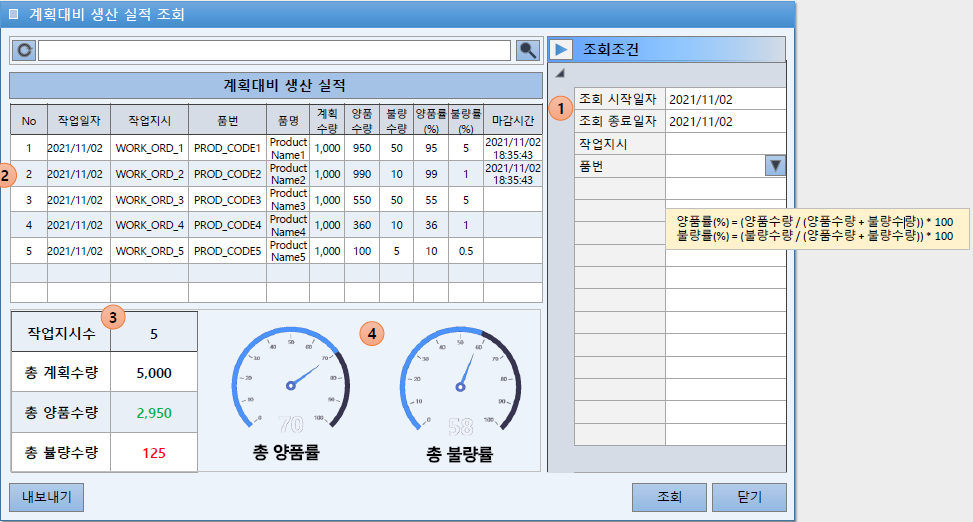 계획대비 생산 실적 조회
계획대비 생산 실적
No 작업일자 작업지시 품번 품명 계획수량 양품수량 불량수량 양품률(%) 불량률(%) 마감시간
1 2021/11/02 WORK_ORD_1 PROD_CODE1 Product Name1 1,000 950 50 95 5 2021/11/02 18:35:43
2 2021/11/02 WORK_ORD_2 PROD_CODE2 Product Name2 1,000 990 10 99 1 2021/11/02 18:35:43
3 2021/11/02 WORK_ORD_3 PROD_CODE3 Product Name3 1,000 550 50 55 5
4 2021/11/02 WORK_ORD_4 PROD_CODE4 Product Name4 1,000 360 10 36 1
5 2021/11/02 WORK_ORD_5 PROD_CODE5 Product Name5 1,000 100 5 10 0.5
2
3
작업지시수 5
총 계획수량 5,000
총 양품수량 2,950
총 불량수량 125
4
0 10 20 30 40 50 60 70 80 90 100
70
총 양품률
0 10 20 30 40 50 60 70 80 90 100
58
총 불량률
조회조건
1
조회 시작일자 2021/11/02
조회 종료일자 2021/11/02
작업지시
품번
양품률(%) = (양품수량 / (양품수량 + 불량수량)) * 100
불량률(%) = (불량수량 / (양품수량 + 불량수량)) * 100
내보내기
조회
닫기